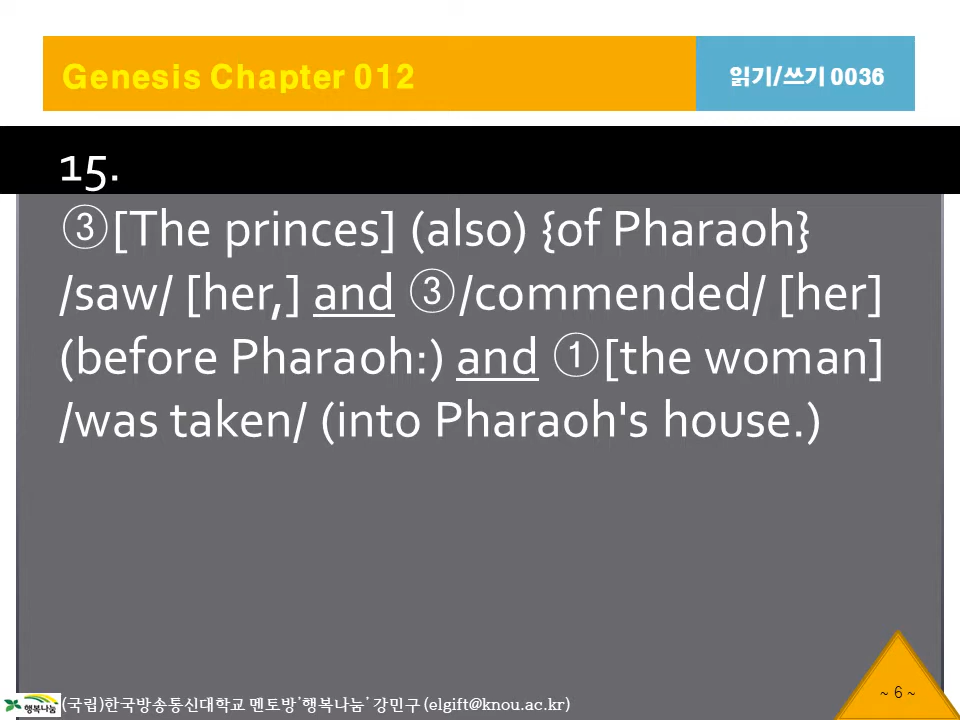 Genesis Chapter 012
읽기/쓰기 0036
15.
③[The princes] (also) {of Pharaoh}
/saw/ [her,] and ③/commended/ [her]
(before Pharaoh:) and ①[the woman]
/was taken/ (into Pharaoh's house.)
~ 6 ~
행복나눔
(국립)한국방송통신대학교 멘토방'행복나눔' 강민구 (elgift@knou.ac.kr)